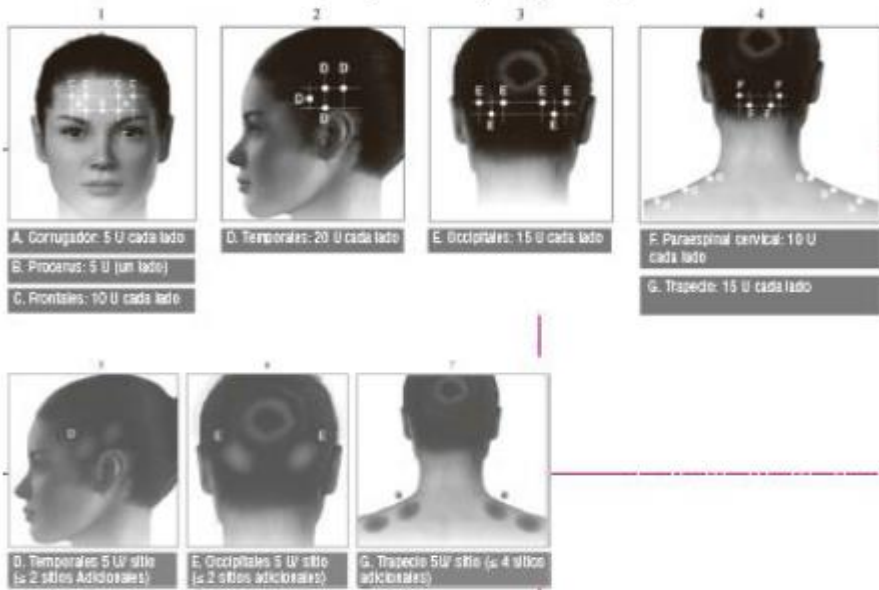 1
2
3
4
D D
D
D
E E E E
E E
F F
F F
A. Corrugador: 5 U cada lado
B. Procerus: 5 U (un lado)
C. Frontales: 10 U cada lado
D. Temporales: 20 U cada lado
E. Occipitales: 15 U cada lado
F. Paraespinal cervical: 10 U
cada lado
G. Trapecio: 15 U cada lado
5
6
7
D
E E
D. Temporales 5 U/ sitio
(≤ 2 sitios Adicionales)
E. Occipitales 5 U/ sitio
(≤ 2 sitios adicionales)
G. Trapecio 5U/ sitio (≤ 4 sitios
adicionales)